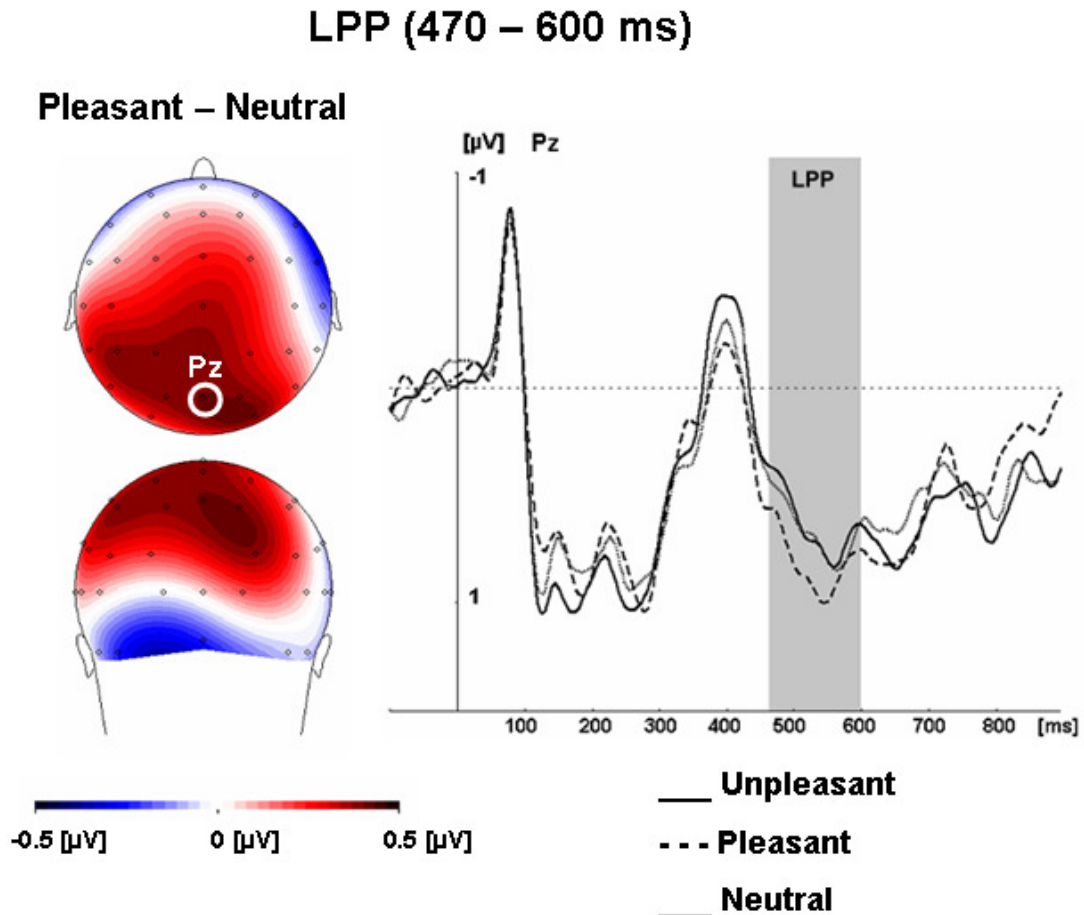 LPP (470 – 600 ms)
Pleasant – Neutral
Pz
[µV] Pz
-1
LPP
1
100 200 300 400 500 600 700 800 [ms]
-0.5 [µV] 0 [µV] 0.5 [µV]
Unpleasant
Pleasant
Neutral